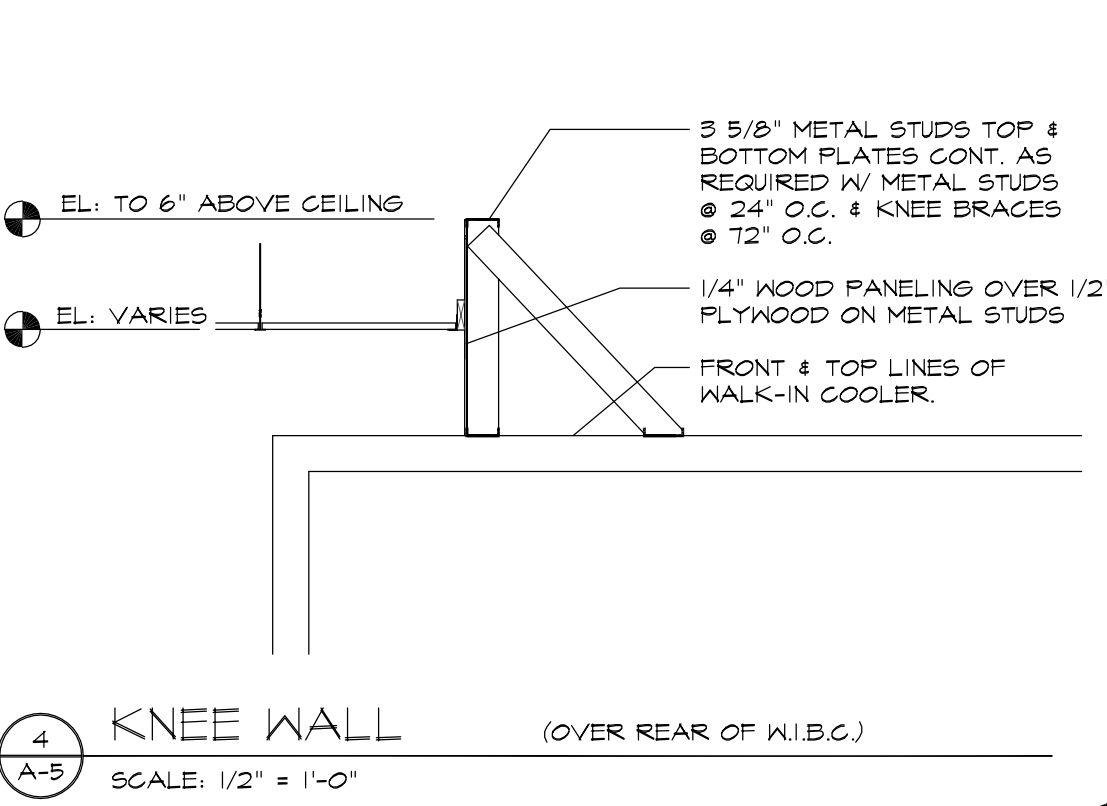 3 5/8" METAL STUDS TOP &
BOTTOM PLATES CONT. AS
REQUIRED W/ METAL STUDS
@ 24" O.C. & KNEE BRACES
@ 72" O.C.
EL: TO 6" ABOVE CEILING
1/4" WOOD PANELING OVER 1/2"
PLYWOOD ON METAL STUDS
EL: VARIES
FRONT & TOP LINES OF
WALK-IN COOLER.
4
A-5
KNEE WALL
(OVER REAR OF W.I.B.C.)
SCALE: 1/2" = 1'-0"